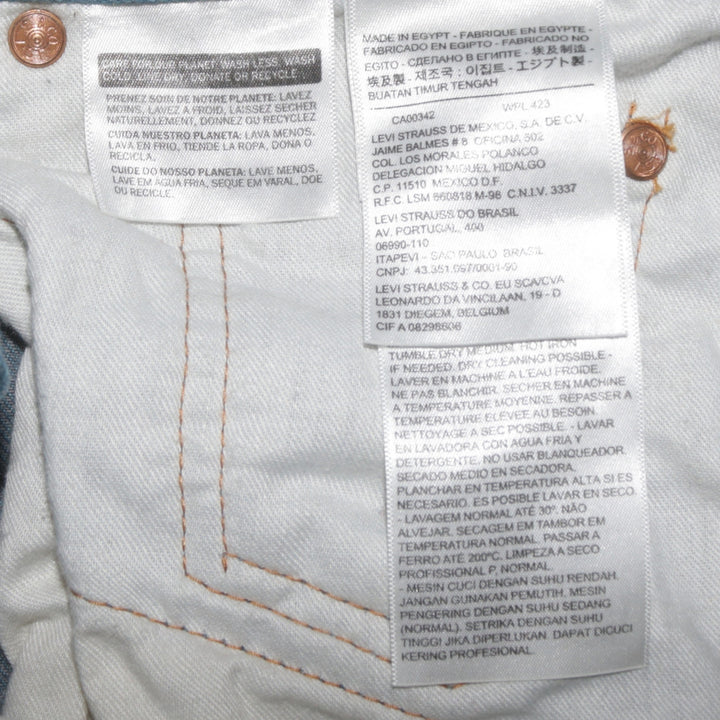 CARE FOR OUR PLANET: WASH LESS, WASH
COLD, LINE DRY, DONATE OR RECYCLE
PRENEZ SOIN DE NOTRE PLANETE: LAVEZ
MOINS, LAVEZ A FROID, LAISSEZ SECHER
NATURELLEMENT, DONNEZ OU RECYCLEZ
CUIDA NUESTRO PLANETA: LAVA MENOS,
LAVA EN FRIO, TIENDE LA ROPA, DONA O
RECICLA.
CUIDE DO NOSSO PLANETA: LAVE MENOS,
LAVE EM AGUA FRIA, SEQUE EM VARAL, DOE
OU RECICLE.
MADE IN EGYPT - FABRIQUE EN EGYPTE -
FABRICADO EN EGIPTO - FABRICADO NO
EGITO - СДЕЛАНО В ЕГИПТЕ - 埃及制造 -
埃及製 - 제조국 : 이집트 - エジプト製 -
BUATAN TIMUR TENGAH
CA00342 WPL 423
LEVI STRAUSS DE MEXICO, S.A. DE C.V.
JAIME BALMES # 8 OFICINA 502
COL. LOS MORALES POLANCO
DELEGACION MIGUEL HIDALGO
C.P. 11510 MEXICO D.F.
R.F.C. LSM 860818 M-98 C.N.I.V. 3337
LEVI STRAUSS DO BRASIL
AV. PORTUGAL, 400
06990-110
ITAPEVI - SAO PAULO BRASIL
CNPJ: 43.351.097/0001-90
LEVI STRAUSS & CO. EU SCA/CVA
LEONARDO DA VINCILAAN, 19 - D
1831 DIEGEM, BELGIUM
CIF A 08298606
TUMBLE DRY MEDIUM. HOT IRON
IF NEEDED. DRY CLEANING POSSIBLE -
LAVER EN MACHINE A L'EAU FROIDE.
NE PAS BLANCHIR. SECHER EN MACHINE
A TEMPERATURE MOYENNE. REPASSER A
TEMPERATURE ELEVEE AU BESOIN.
NETTOYAGE A SEC POSSIBLE. - LAVAR
EN LAVADORA CON AGUA FRIA Y
DETERGENTE. NO USAR BLANQUEADOR.
SECADO MEDIO EN SECADORA.
PLANCHAR EN TEMPERATURA ALTA SI ES
NECESARIO. ES POSIBLE LAVAR EN SECO.
- LAVAGEM NORMAL ATÉ 30º. NÃO
ALVEJAR. SECAGEM EM TAMBOR EM
TEMPERATURA NORMAL. PASSAR A
FERRO ATÉ 200ºC. LIMPEZA A SECO
PROFISSIONAL P, NORMAL.
- MESIN CUCI DENGAN SUHU RENDAH.
JANGAN GUNAKAN PEMUTIH. MESIN
PENGERING DENGAN SUHU SEDANG
(NORMAL). SETRIKA DENGAN SUHU
TINGGI JIKA DIPERLUKAN. DAPAT DICUCI
KERING PROFESIONAL.